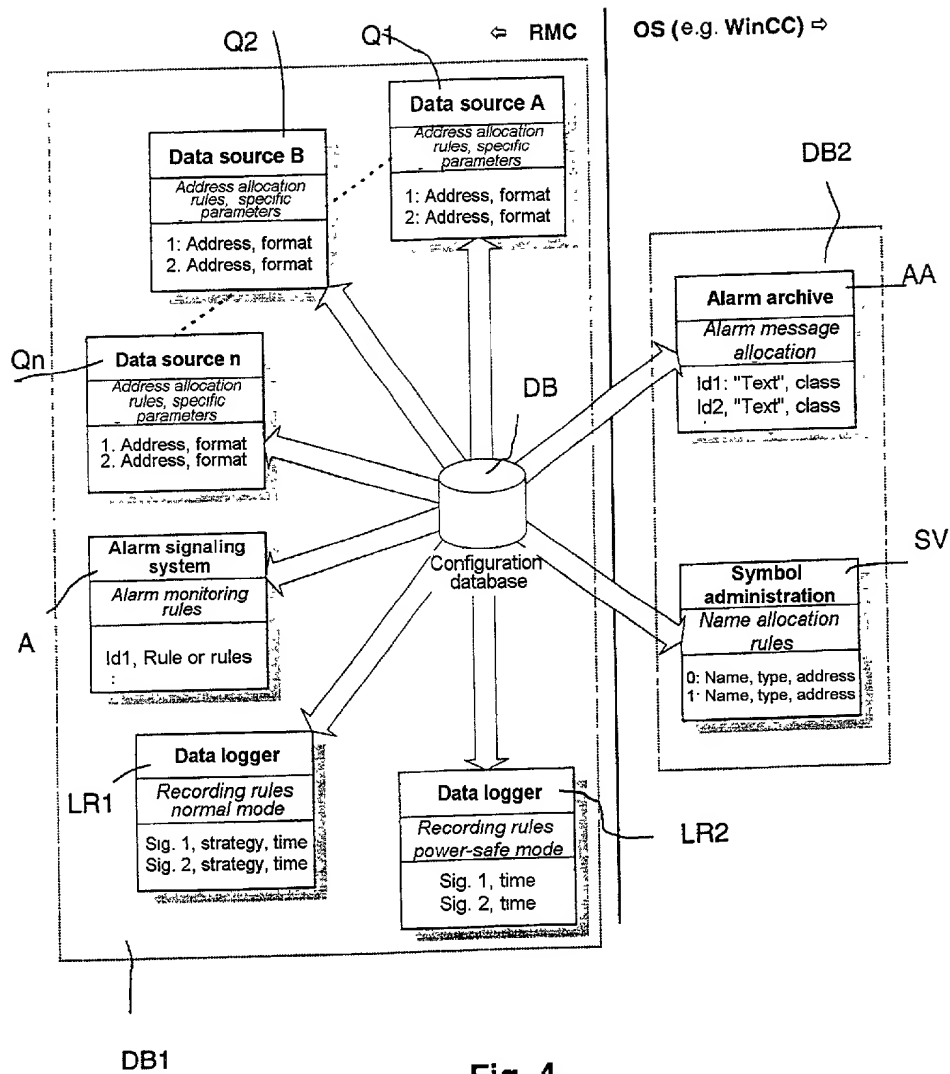 ⇦ RMC
OS (e.g. WinCC) ⇨
Q2
Q1
Data source A
Address allocation
rules, specific
parameters
1: Address, format
2: Address, format
Data source B
Address allocation
rules, specific
parameters
1: Address, format
2. Address, format
Qn
Data source n
Address allocation
rules, specific
parameters
1. Address, format
2. Address, format
DB
Configuration
database
DB2
AA
Alarm archive
Alarm message
allocation
Id1: "Text", class
Id2, "Text", class
A
Alarm signaling
system
Alarm monitoring
rules
Id1, Rule or rules
:
SV
Symbol
administration
Name allocation
rules
0: Name, type, address
1: Name, type, address
LR1
Data logger
Recording rules
normal mode
Sig. 1, strategy, time
Sig. 2, strategy, time
LR2
Data logger
Recording rules
power-safe mode
Sig. 1, time
Sig. 2, time
DB1
Fig. 4